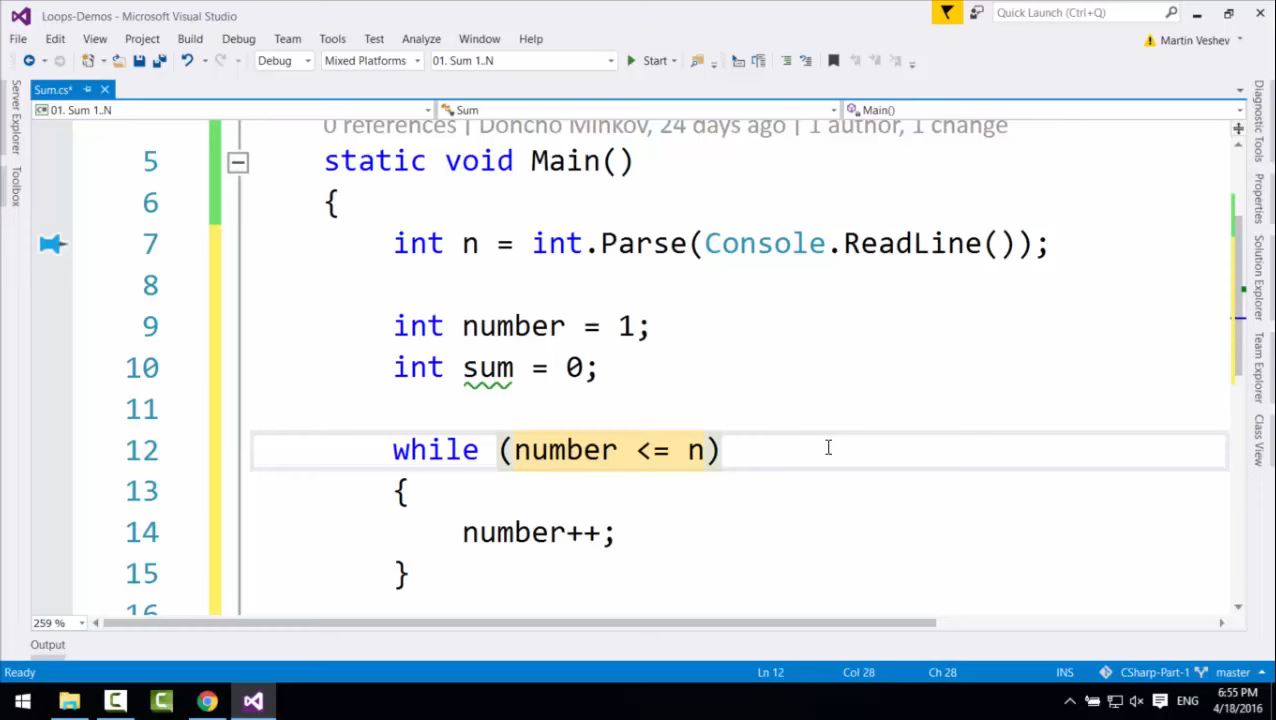 Loops-Demos - Microsoft Visual Studio
Quick Launch (Ctrl+Q)
File Edit View Project Build Debug Team Tools Test Analyze Window Help
Martin Veshev
Debug Mixed Platforms 01. Sum 1..N Start
Sum.cs*
01. Sum 1..N Sum Main()
Server Explorer
Toolbox
0 references | Doncho Minkov, 24 days ago | 1 author, 1 change
5 static void Main()
6 {
7 int n = int.Parse(Console.ReadLine());
8
9 int number = 1;
10 int sum = 0;
11
12 while (number <= n)
13 {
14 number++;
15 }
16
Diagnostic Tools
Properties
Solution Explorer
Team Explorer
Class View
259 %
Output
Ready Ln 12 Col 28 Ch 28 INS CSharp-Part-1 master
ENG
6:55 PM
4/18/2016